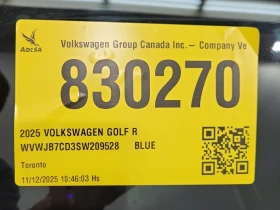 ADESA
Volkswagen Group Canada Inc. – Company Ve
830270
2025 VOLKSWAGEN GOLF R
WVWJB7CD3SW209528 BLUE
Toronto
11/12/2025 10:46:03 Hs